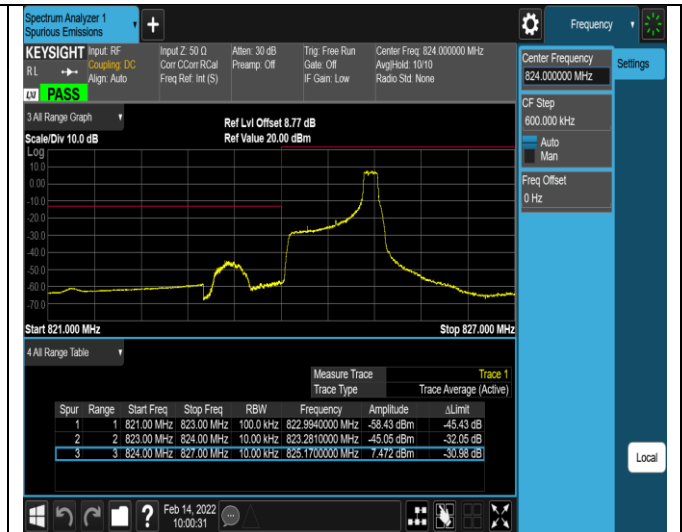 Spectrum Analyzer 1
Spurious Emissions
+
Frequency
KEYSIGHT Input: RF Input Z: 50 Ω Atten: 30 dB Trig: Free Run Center Freq: 824.000000 MHz
RL Coupling: DC Corr CCorr RCal Preamp: Off Gate: Off Avg|Hold: 10/10
Align: Auto Freq Ref: Int (S) IF Gain: Low Radio Std: None
LXI PASS
Center Frequency
824.000000 MHz
Settings
CF Step
600.000 kHz
Auto
Man
Freq Offset
0 Hz
3 All Range Graph
Ref Lvl Offset 8.77 dB
Scale/Div 10.0 dB Ref Value 20.00 dBm
Log
10.0
0.00
-10.0
-20.0
-30.0
-40.0
-50.0
-60.0
-70.0
Start 821.000 MHz Stop 827.000 MHz
4 All Range Table
Measure Trace Trace 1
Trace Type Trace Average (Active)
Spur Range Start Freq Stop Freq RBW Frequency Amplitude ΔLimit
1 1 821.00 MHz 823.00 MHz 100.0 kHz 822.9940000 MHz -58.43 dBm -45.43 dB
2 2 823.00 MHz 824.00 MHz 10.00 kHz 823.2810000 MHz -45.05 dBm -32.05 dB
3 3 824.00 MHz 827.00 MHz 10.00 kHz 825.1700000 MHz 7.472 dBm -30.98 dB
Local
? Feb 14, 2022
10:00:31